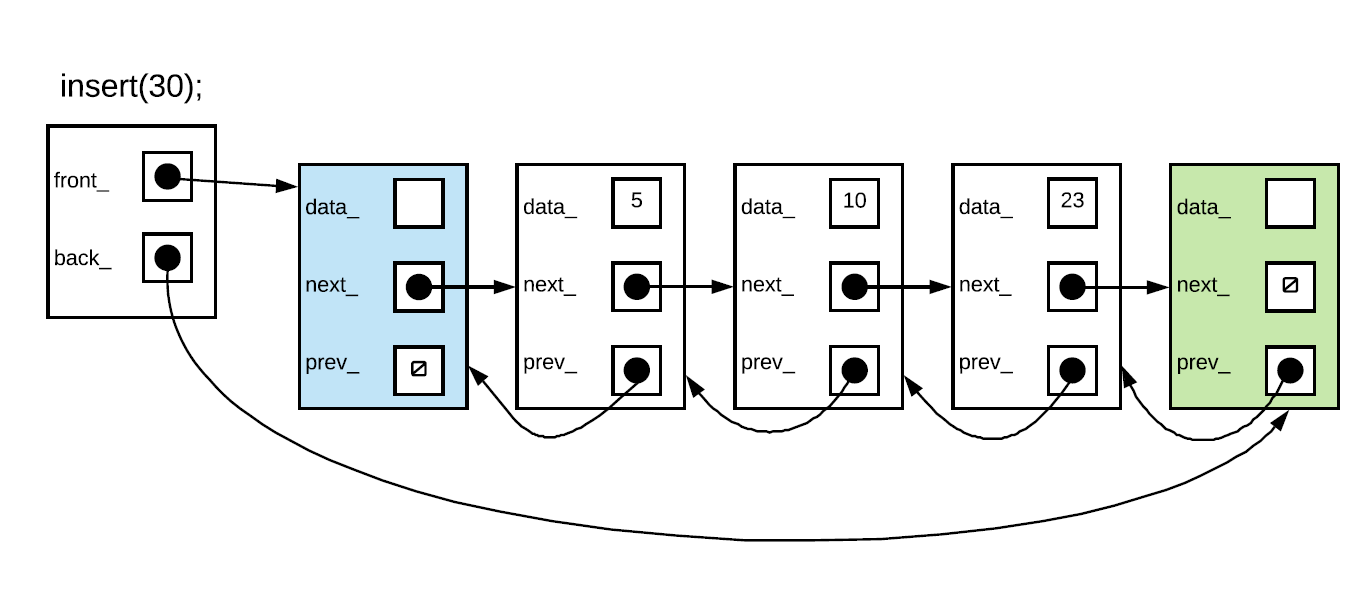 insert(30);
front_
back_
data_
next_
prev_
data_ 5
next_
prev_
data_ 10
next_
prev_
data_ 23
next_
prev_
data_
next_
prev_